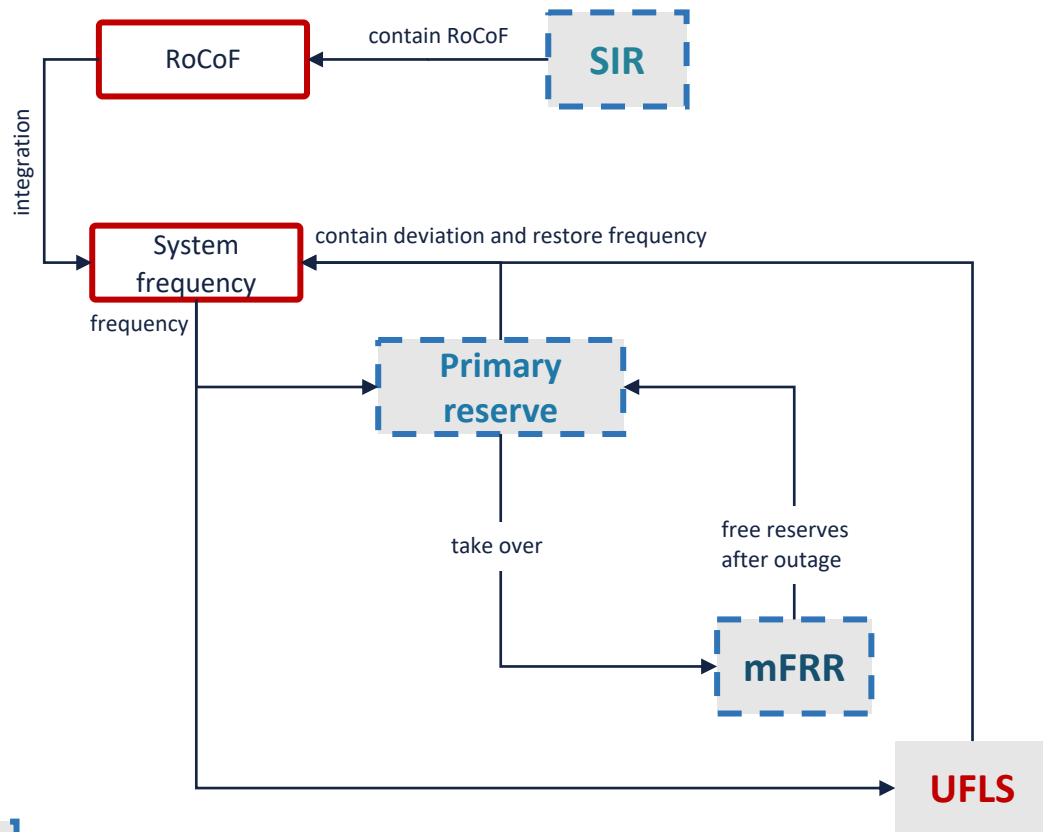 contain RoCoF
RoCoF
SIR
integration
System
frequency
contain deviation and restore frequency
frequency
Primary
reserve
take over
free reserves
after outage
mFRR
UFLS